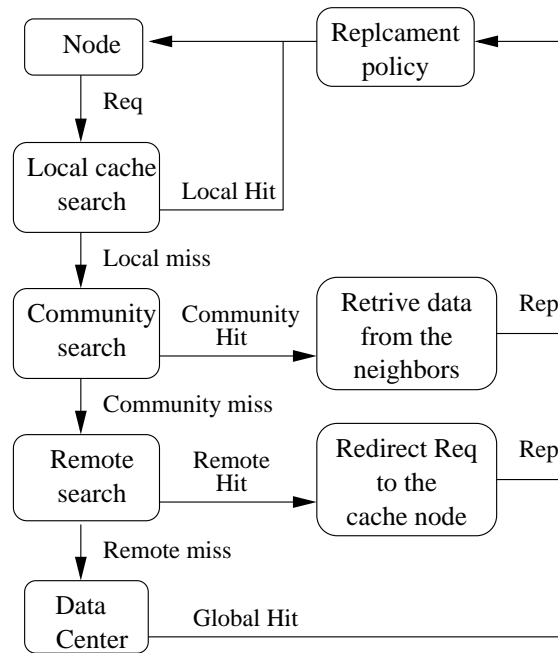 Node
Replcament
policy
Req
Local cache
search
Local Hit
Local miss
Community
search
Community
Hit
Retrive data
from the
neighbors
Rep
Community miss
Remote
search
Remote
Hit
Redirect Req
to the
cache node
Rep
Remote miss
Data
Center
Global Hit